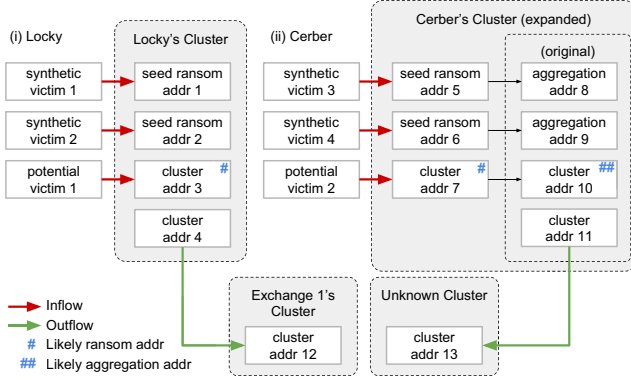 (i) Locky
Locky's Cluster
synthetic
victim 1
seed ransom
addr 1
synthetic
victim 2
seed ransom
addr 2
potential
victim 1
cluster
addr 3
#
cluster
addr 4
(ii) Cerber
Cerber's Cluster (expanded)
(original)
synthetic
victim 3
seed ransom
addr 5
aggregation
addr 8
synthetic
victim 4
seed ransom
addr 6
aggregation
addr 9
potential
victim 2
cluster
addr 7
#
cluster
addr 10
##
cluster
addr 11
Exchange 1's
Cluster
cluster
addr 12
Unknown Cluster
cluster
addr 13
Inflow
Outflow
# Likely ransom addr
## Likely aggregation addr